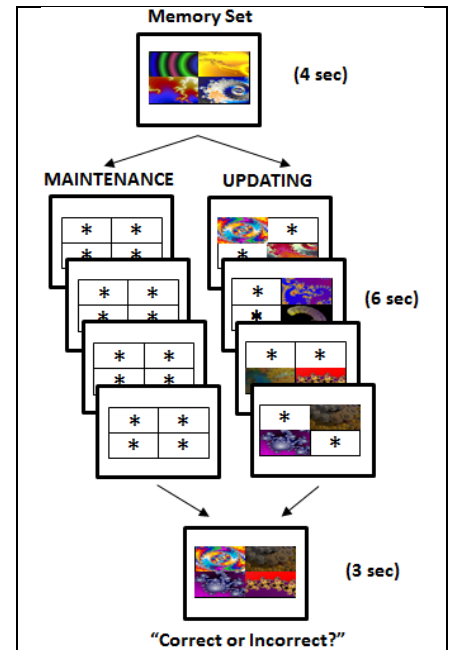 Memory Set
(4 sec)
MAINTENANCE UPDATING
* * *
* * *
* * *
* * *
(6 sec)
* * * *
* *
* * *
* * *
(3 sec)
“Correct or Incorrect?”